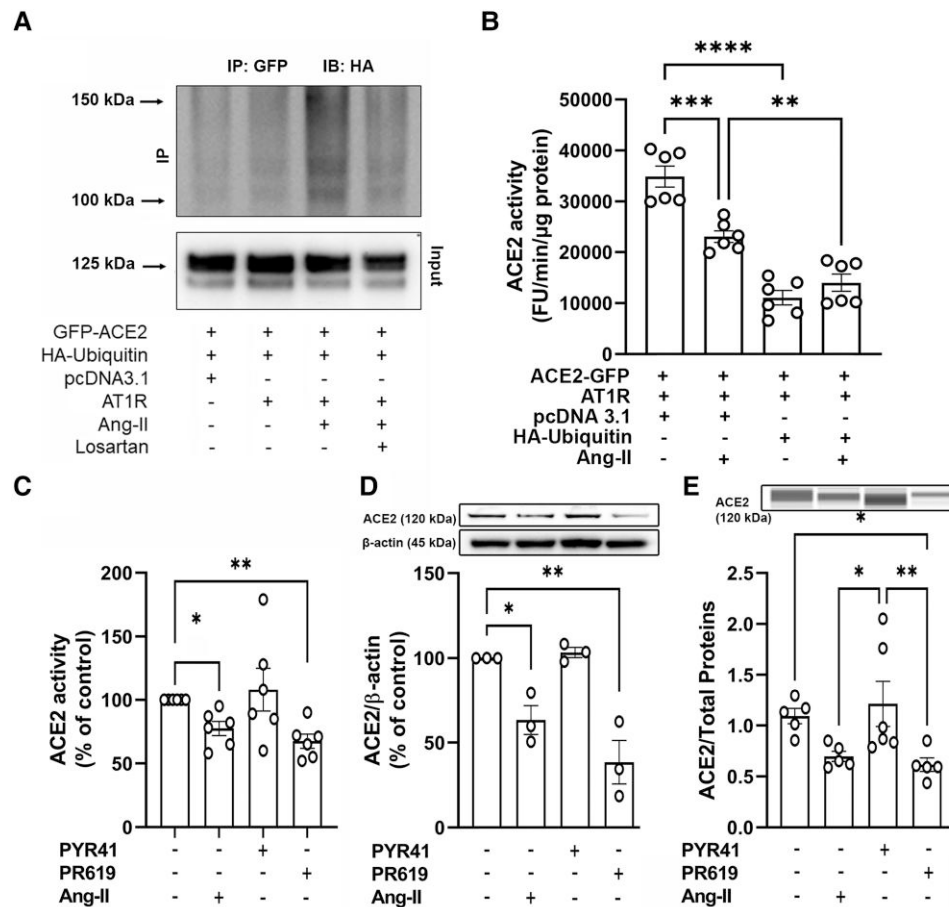 A
IP: GFP IB: HA
150 kDa
IP
100 kDa
125 kDa
Input
GFP-ACE2 + + + +
HA-Ubiquitin + + + +
pcDNA3.1 + - - -
AT1R - + + +
Ang-II - - + +
Losartan - - - +
B
**** 
*** **
50000
40000
30000
20000
10000
0
ACE2 activity
(FU/min/µg protein)
ACE2-GFP + + + +
AT1R + + + +
pcDNA 3.1 + + - -
HA-Ubiquitin - - + +
Ang-II - + - +
C
**
*
200
150
100
50
0
ACE2 activity
(% of control)
PYR41 - - + -
PR619 - - - +
Ang-II - + - -
D
ACE2 (120 kDa)
β-actin (45 kDa)
**
*
150
100
50
0
ACE2/β-actin
(% of control)
PYR41 - - + -
PR619 - - - +
Ang-II - + - -
E
ACE2
(120 kDa)
*
* **
2.5
2.0
1.5
1.0
0.5
0.0
ACE2/Total Proteins
PYR41 - - + -
PR619 - - - +
Ang-II - + - -